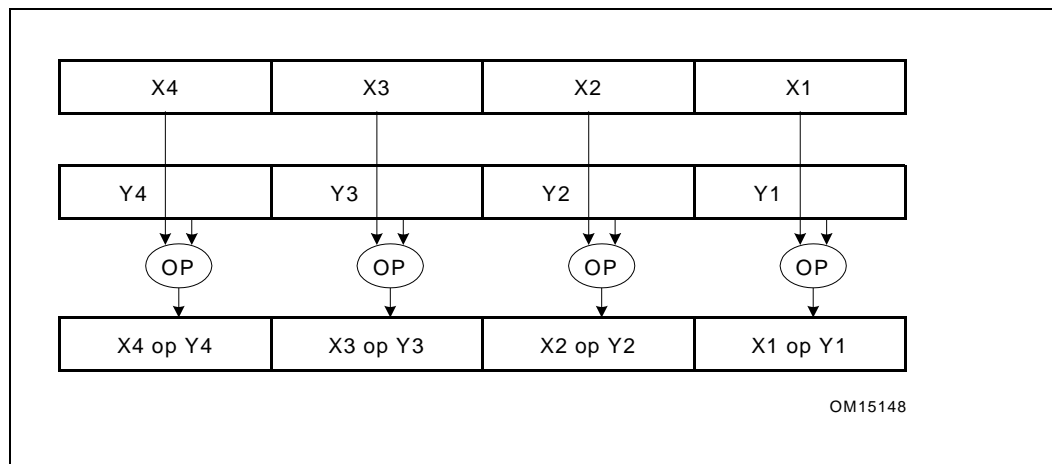 X4 X3 X2 X1
Y4 Y3 Y2 Y1
OP OP OP OP
X4 op Y4 X3 op Y3 X2 op Y2 X1 op Y1
OM15148